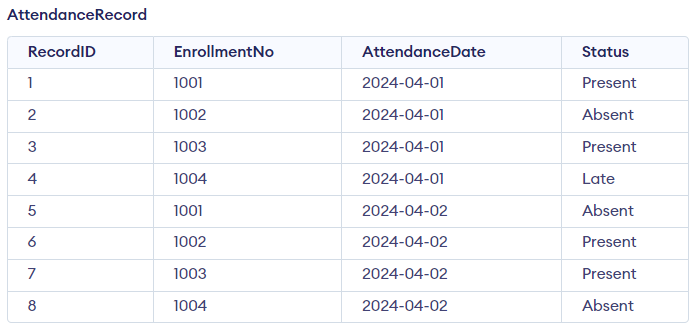 AttendanceRecord
RecordID EnrollmentNo AttendanceDate Status
1 1001 2024-04-01 Present
2 1002 2024-04-01 Absent
3 1003 2024-04-01 Present
4 1004 2024-04-01 Late
5 1001 2024-04-02 Absent
6 1002 2024-04-02 Present
7 1003 2024-04-02 Present
8 1004 2024-04-02 Absent